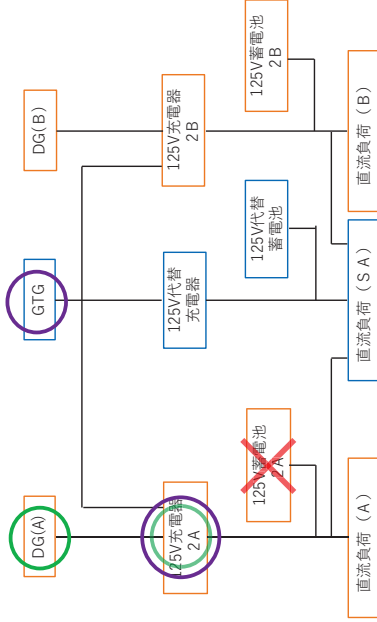 DG(A)
GTG
DG(B)
125V充電器
2A
125V代替
充電器
125V充電器
2B
125V蓄電池
2A
125V代替
蓄電池
125V蓄電池
2B
直流負荷（A）
直流負荷（SA）
直流負荷（B）